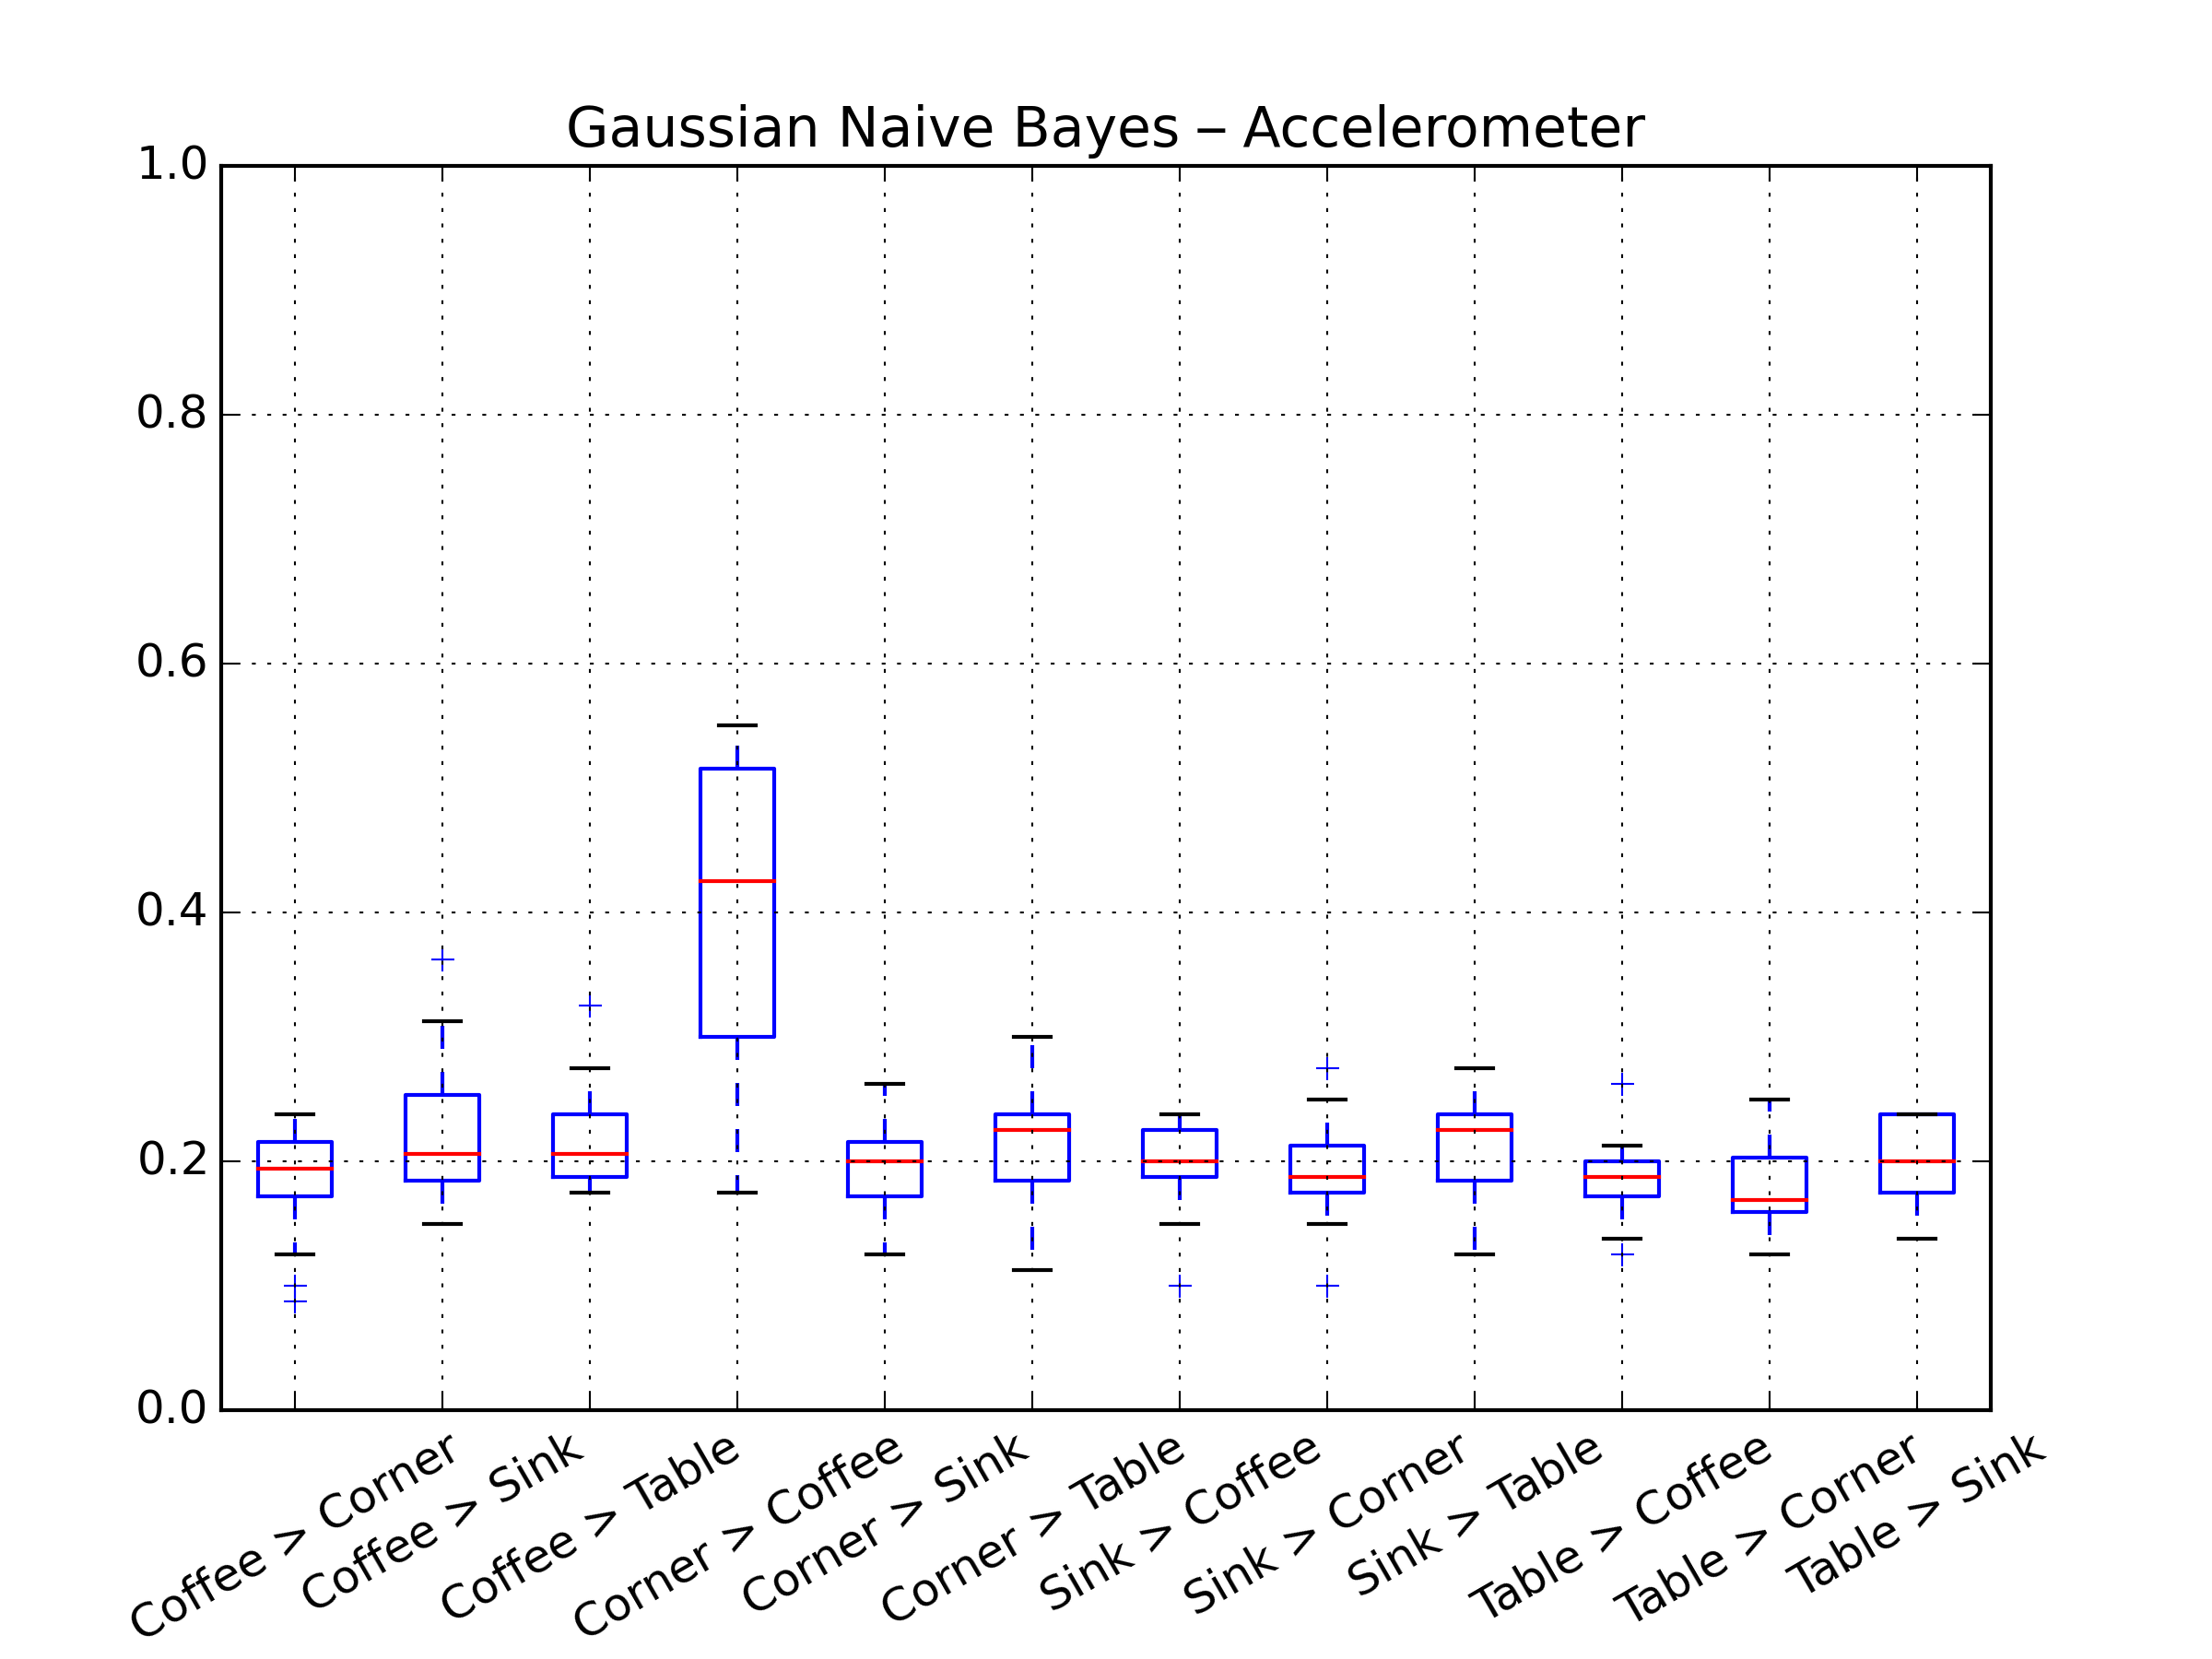 Gaussian Naive Bayes – Accelerometer
1.0
0.8
0.6
0.4
0.2
0.0
Coffee > Corner
Coffee > Sink
Coffee > Table
Corner > Coffee
Corner > Sink
Corner > Table
Sink > Coffee
Sink > Corner
Sink > Table
Table > Coffee
Table > Corner
Table > Sink